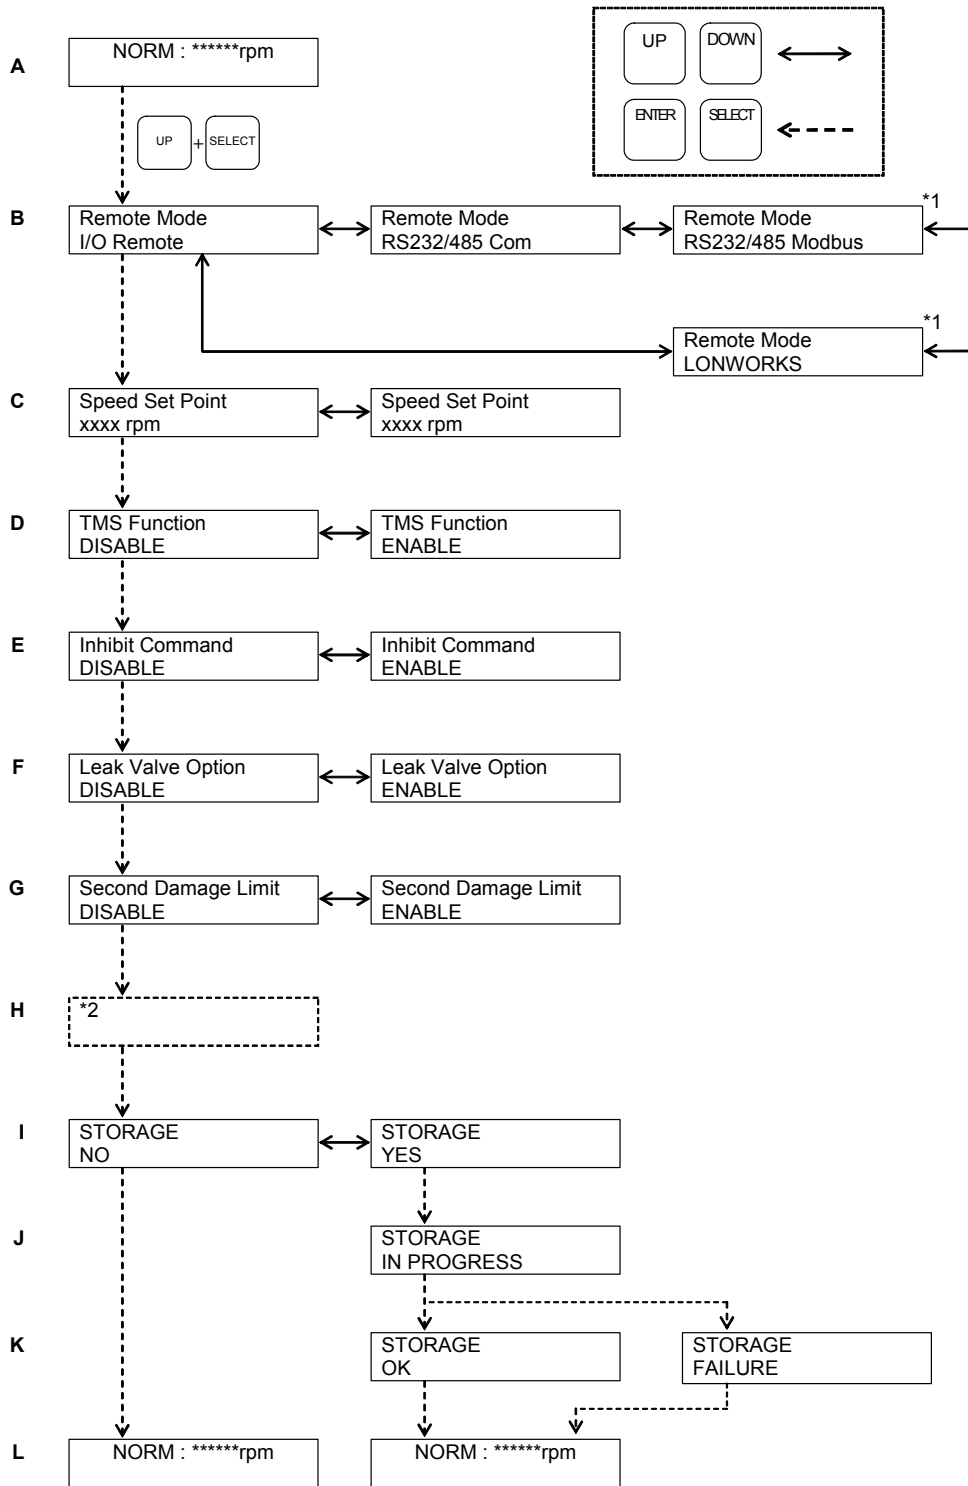 UP
DOWN
ENTER
SELECT
A
NORM : ******rpm
UP
+
SELECT
B
Remote Mode
I/O Remote
Remote Mode
RS232/485 Com
Remote Mode
RS232/485 Modbus
*1
Remote Mode
LONWORKS
*1
C
Speed Set Point
xxxx rpm
Speed Set Point
xxxx rpm
D
TMS Function
DISABLE
TMS Function
ENABLE
E
Inhibit Command
DISABLE
Inhibit Command
ENABLE
F
Leak Valve Option
DISABLE
Leak Valve Option
ENABLE
G
Second Damage Limit
DISABLE
Second Damage Limit
ENABLE
H
*2
I
STORAGE
NO
STORAGE
YES
J
STORAGE
IN PROGRESS
K
STORAGE
OK
STORAGE
FAILURE
L
NORM : ******rpm
NORM : ******rpm